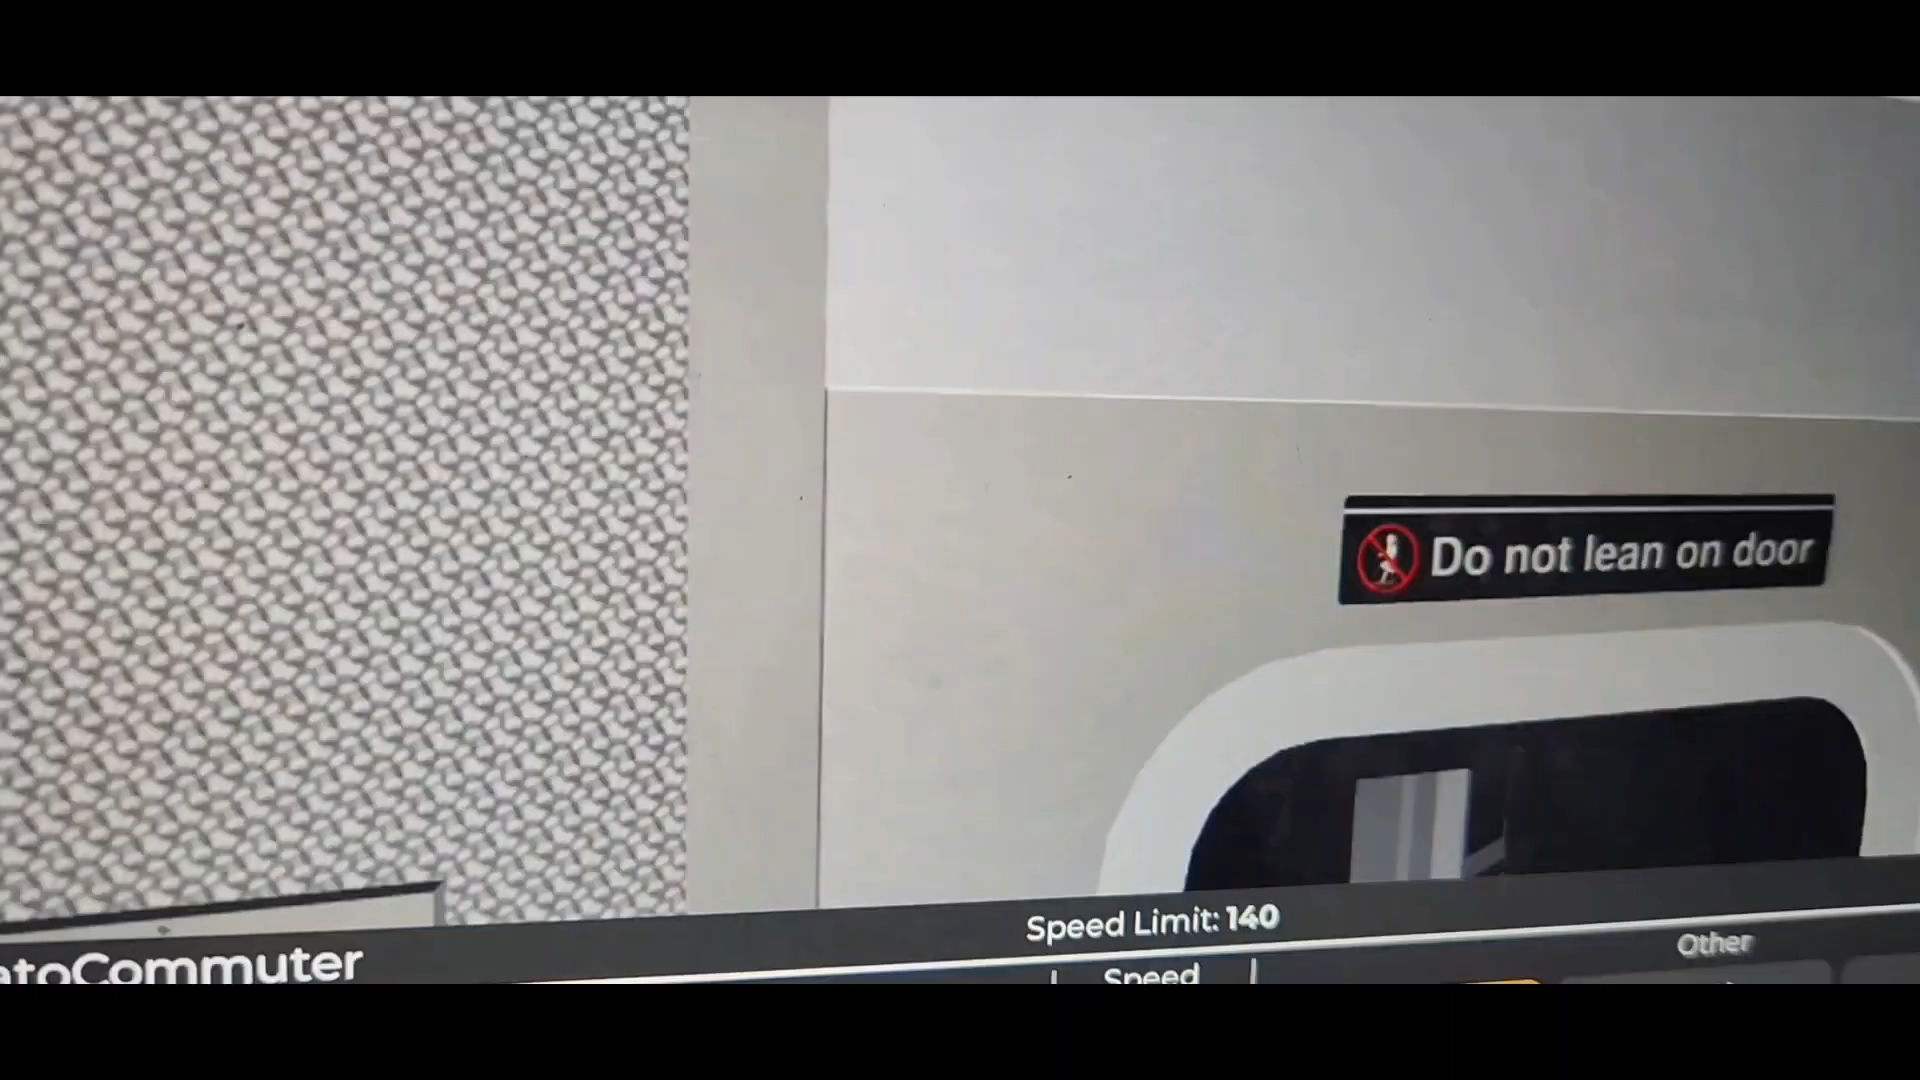 Do not lean on door
Speed Limit: 140
Other
atoCommuter
Speed